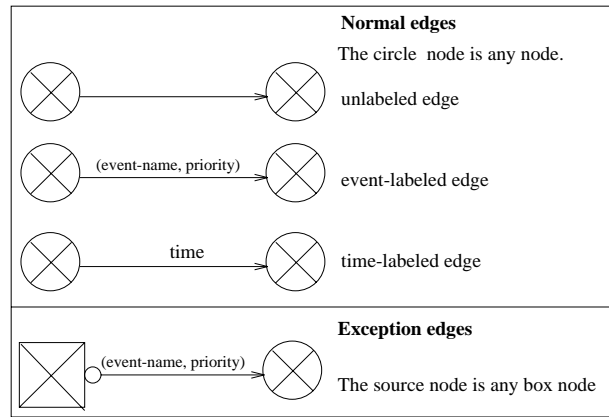 Normal edges
The circle node is any node.
unlabeled edge
(event-name, priority)
event-labeled edge
time
time-labeled edge
Exception edges
(event-name, priority)
The source node is any box node